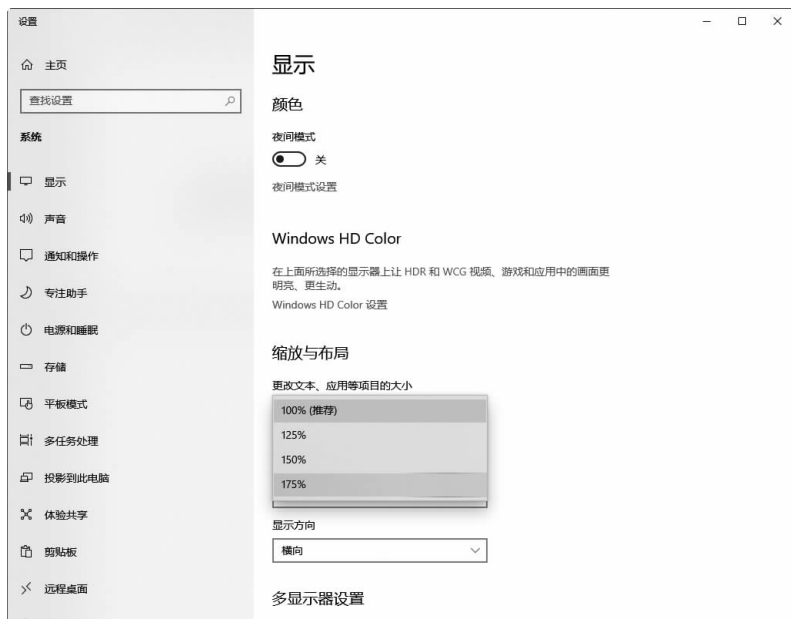 设置
主页
查找设置
系统
显示
声音
通知和操作
专注助手
电源和睡眠
存储
平板模式
多任务处理
投影到此电脑
体验共享
剪贴板
远程桌面
显示
颜色
夜间模式
关
夜间模式设置
Windows HD Color
在上面所选择的显示器上让 HDR 和 WCG 视频、游戏和应用中的画面更
明亮、更生动。
Windows HD Color 设置
缩放与布局
更改文本、应用等项目的大小
100% (推荐)
125%
150%
175%
显示方向
横向
多显示器设置